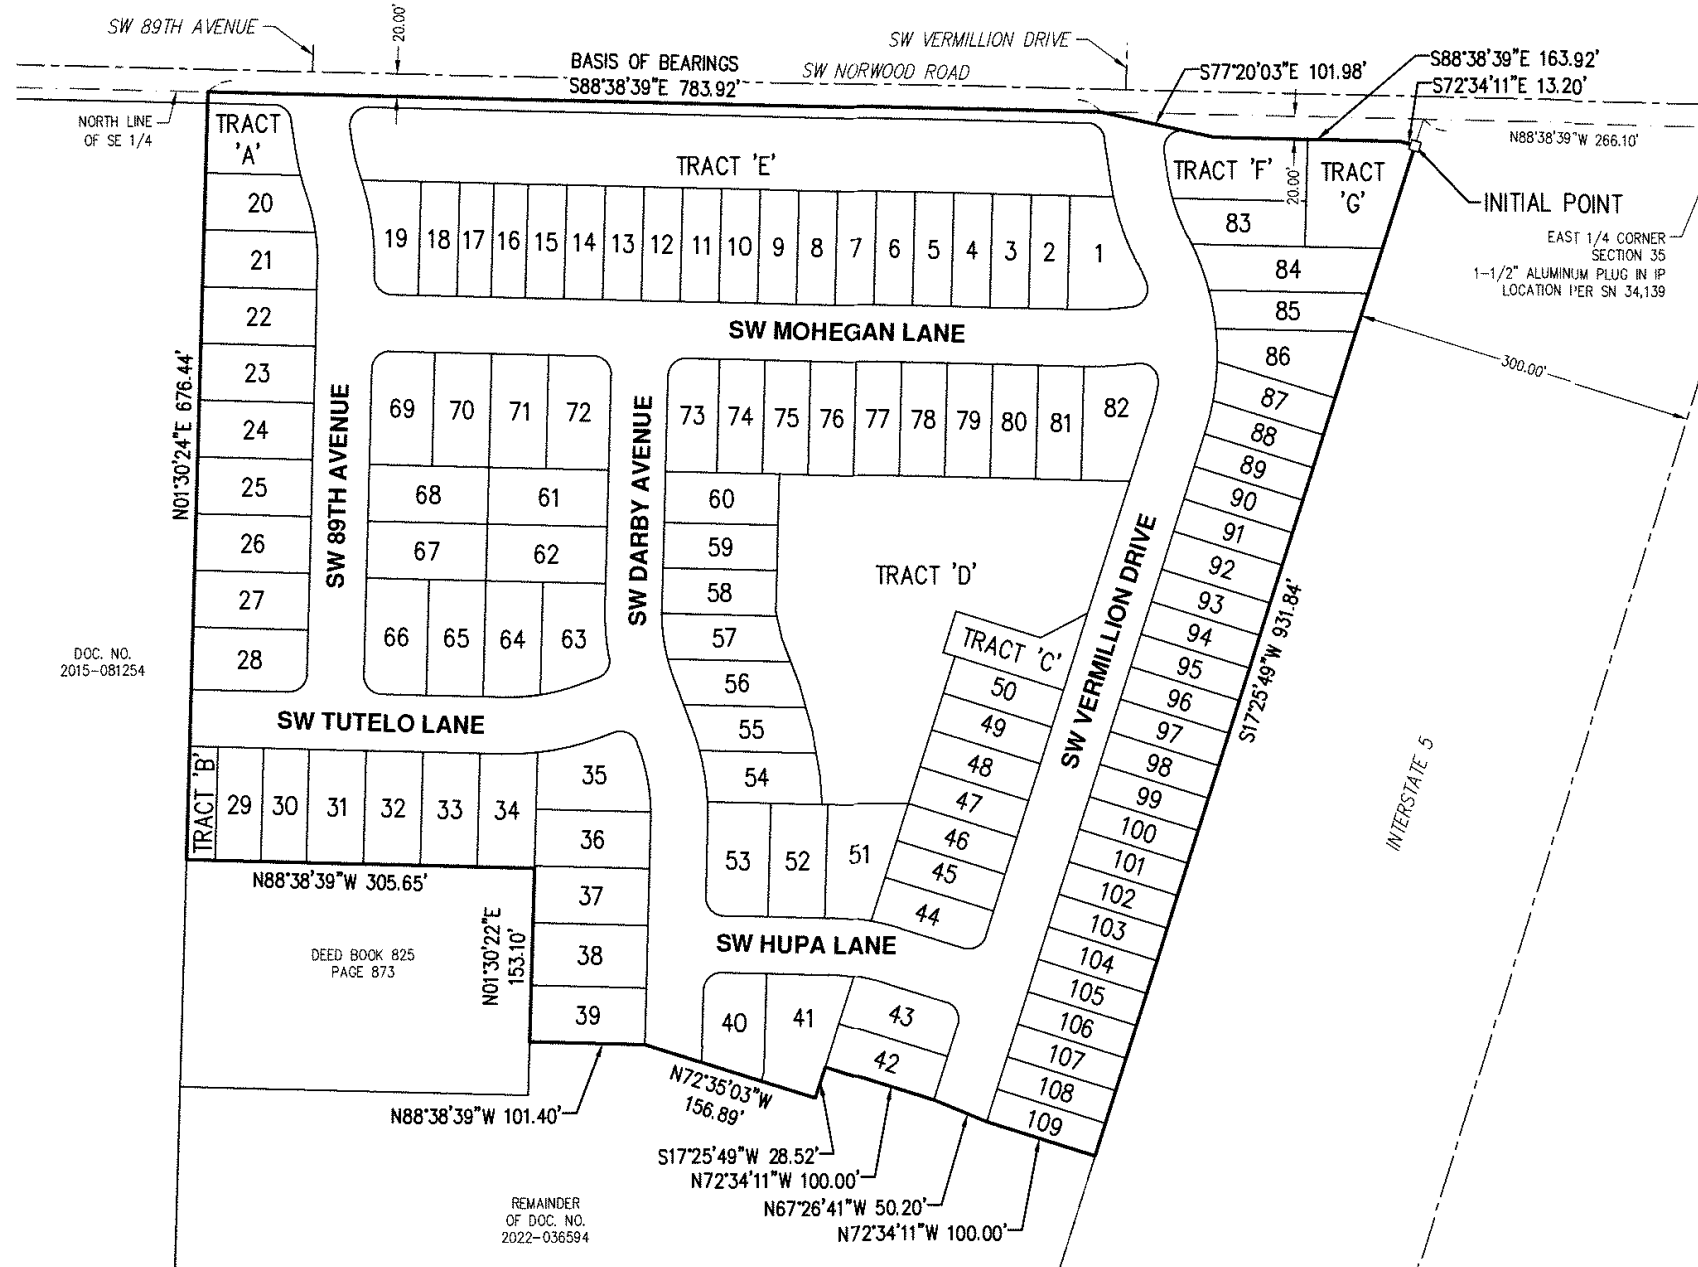 SW 89TH AVENUE
20.00'
BASIS OF BEARINGS
S88°38'39"E 783.92'
SW VERMILLION DRIVE
SW NORWOOD ROAD
S77°20'03"E 101.98'
S88°38'39"E 163.92'
S72°34'11"E 13.20'
NORTH LINE
OF SE 1/4
N88°38'39"W 266.10'
INITIAL POINT
EAST 1/4 CORNER
SECTION 35
1-1/2" ALUMINUM PLUG IN IP
LOCATION PER SN 34,139
300.00'
TRACT
'A'
TRACT 'E'
TRACT 'F'
20.00'
TRACT
'G'
20
21
22
23
24
25
26
27
28
19
18
17
16
15
14
13
12
11
10
9
8
7
6
5
4
3
2
1
83
84
85
86
87
88
89
90
91
92
93
94
95
96
97
98
99
100
101
102
103
104
105
106
107
108
109
SW MOHEGAN LANE
N01°30'24"E 676.44'
SW 89TH AVENUE
69
70
71
72
68
61
67
62
66
65
64
63
SW DARBY AVENUE
73
74
75
76
77
78
79
80
81
82
60
59
58
57
56
55
54
TRACT 'D'
TRACT 'C'
50
49
48
47
46
45
44
SW VERMILLION DRIVE
S17°25'49"W 931.84'
INTERSTATE 5
DOC. NO.
2015-081254
SW TUTELO LANE
TRACT 'B'
29
30
31
32
33
34
35
36
37
38
39
53
52
51
N88°38'39"W 305.65'
N01°30'22"E
153.10'
DEED BOOK 825
PAGE 873
SW HUPA LANE
40
41
43
42
N88°38'39"W 101.40'
N72°35'03"W
156.89'
S17°25'49"W 28.52'
N72°34'11"W 100.00'
N67°26'41"W 50.20'
N72°34'11"W 100.00'
REMAINDER
OF DOC. NO.
2022-036594